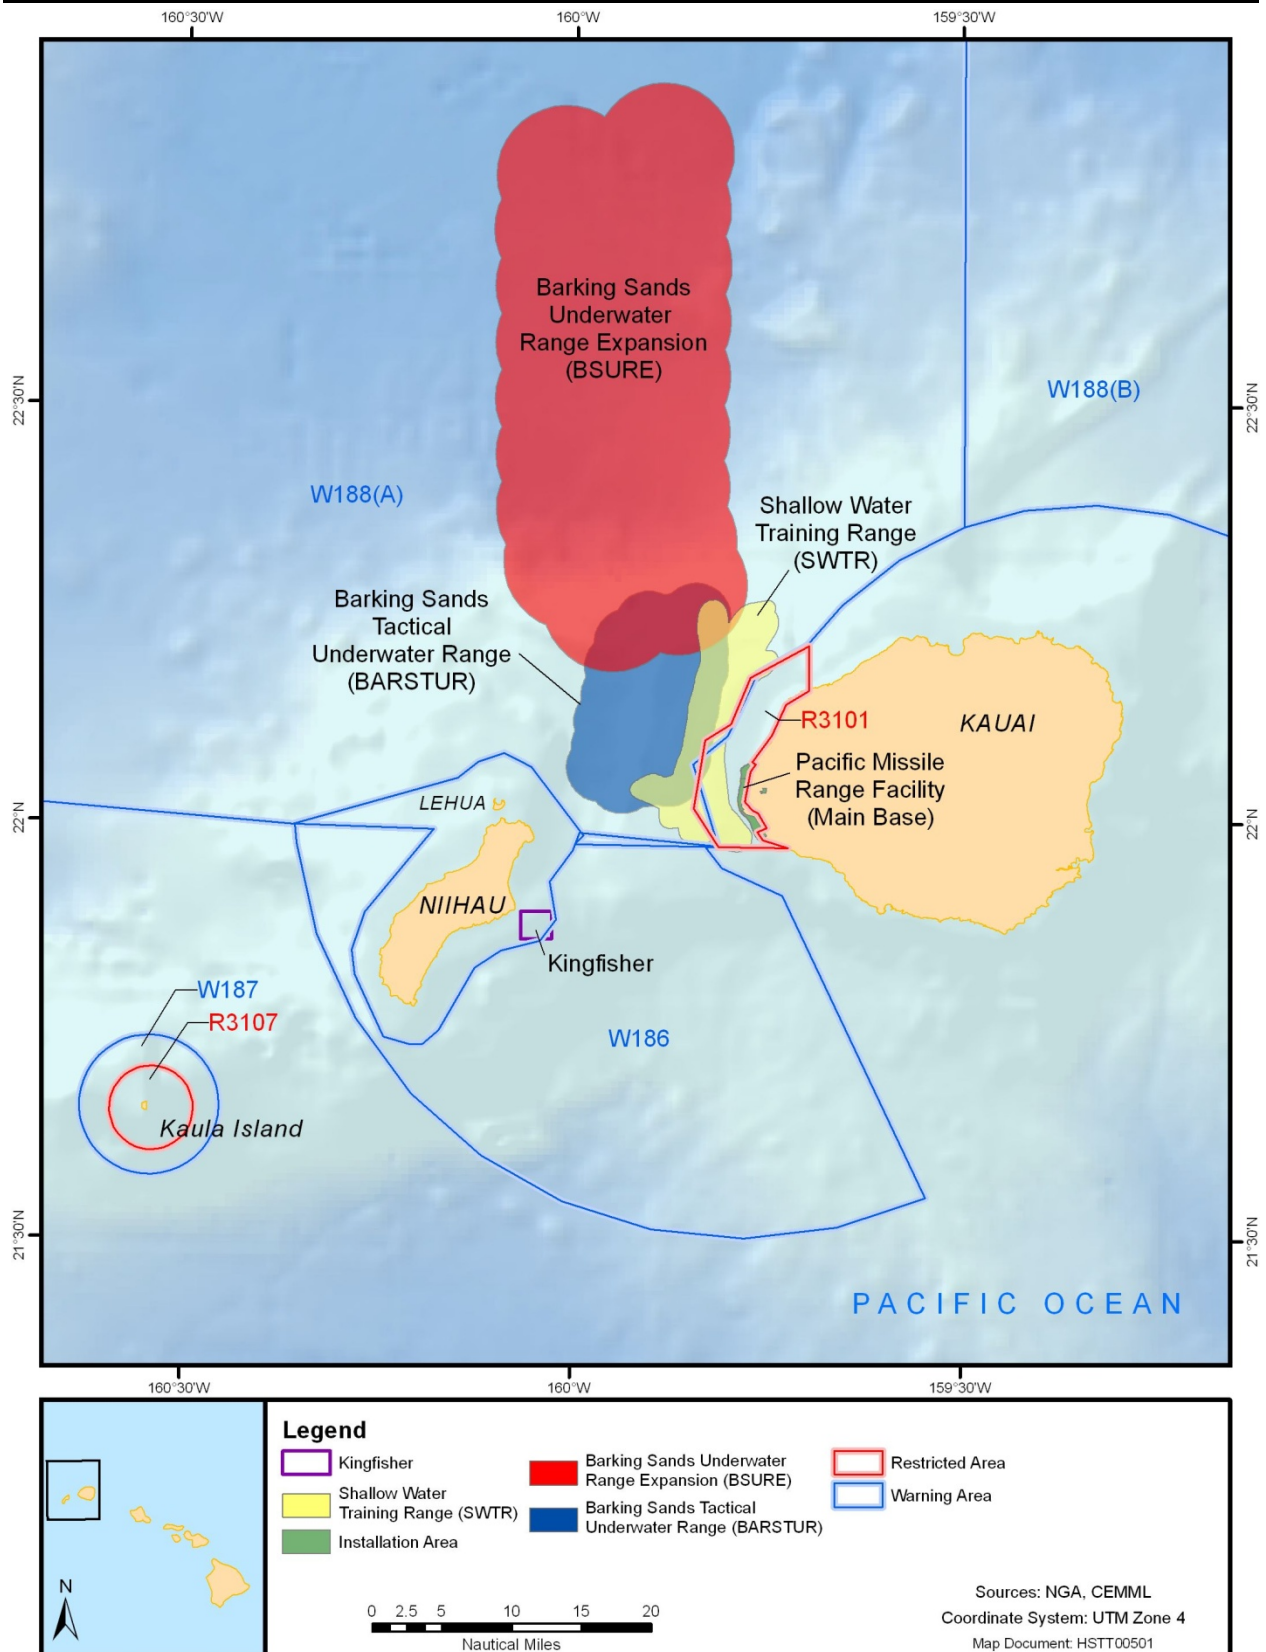 160°30'W
160°W
159°30'W
22°30'N
22°30'N
Barking Sands
Underwater
Range Expansion
(BSURE)
W188(B)
W188(A)
Shallow Water
Training Range
(SWTR)
Barking Sands
Tactical
Underwater Range
(BARSTUR)
R3101
KAUAI
Pacific Missile
Range Facility
(Main Base)
LEHUA
22°N
22°N
NIIHAU
Kingfisher
W187
R3107
W186
Kaula Island
21°30'N
21°30'N
PACIFIC OCEAN
160°30'W
160°W
159°30'W
Legend
Kingfisher
Shallow Water
Training Range (SWTR)
Installation Area
Barking Sands Underwater
Range Expansion (BSURE)
Barking Sands Tactical
Underwater Range (BARSTUR)
Restricted Area
Warning Area
N
0 2.5 5 10 15 20
Nautical Miles
Sources: NGA, CEMML
Coordinate System: UTM Zone 4
Map Document: HSTT00501